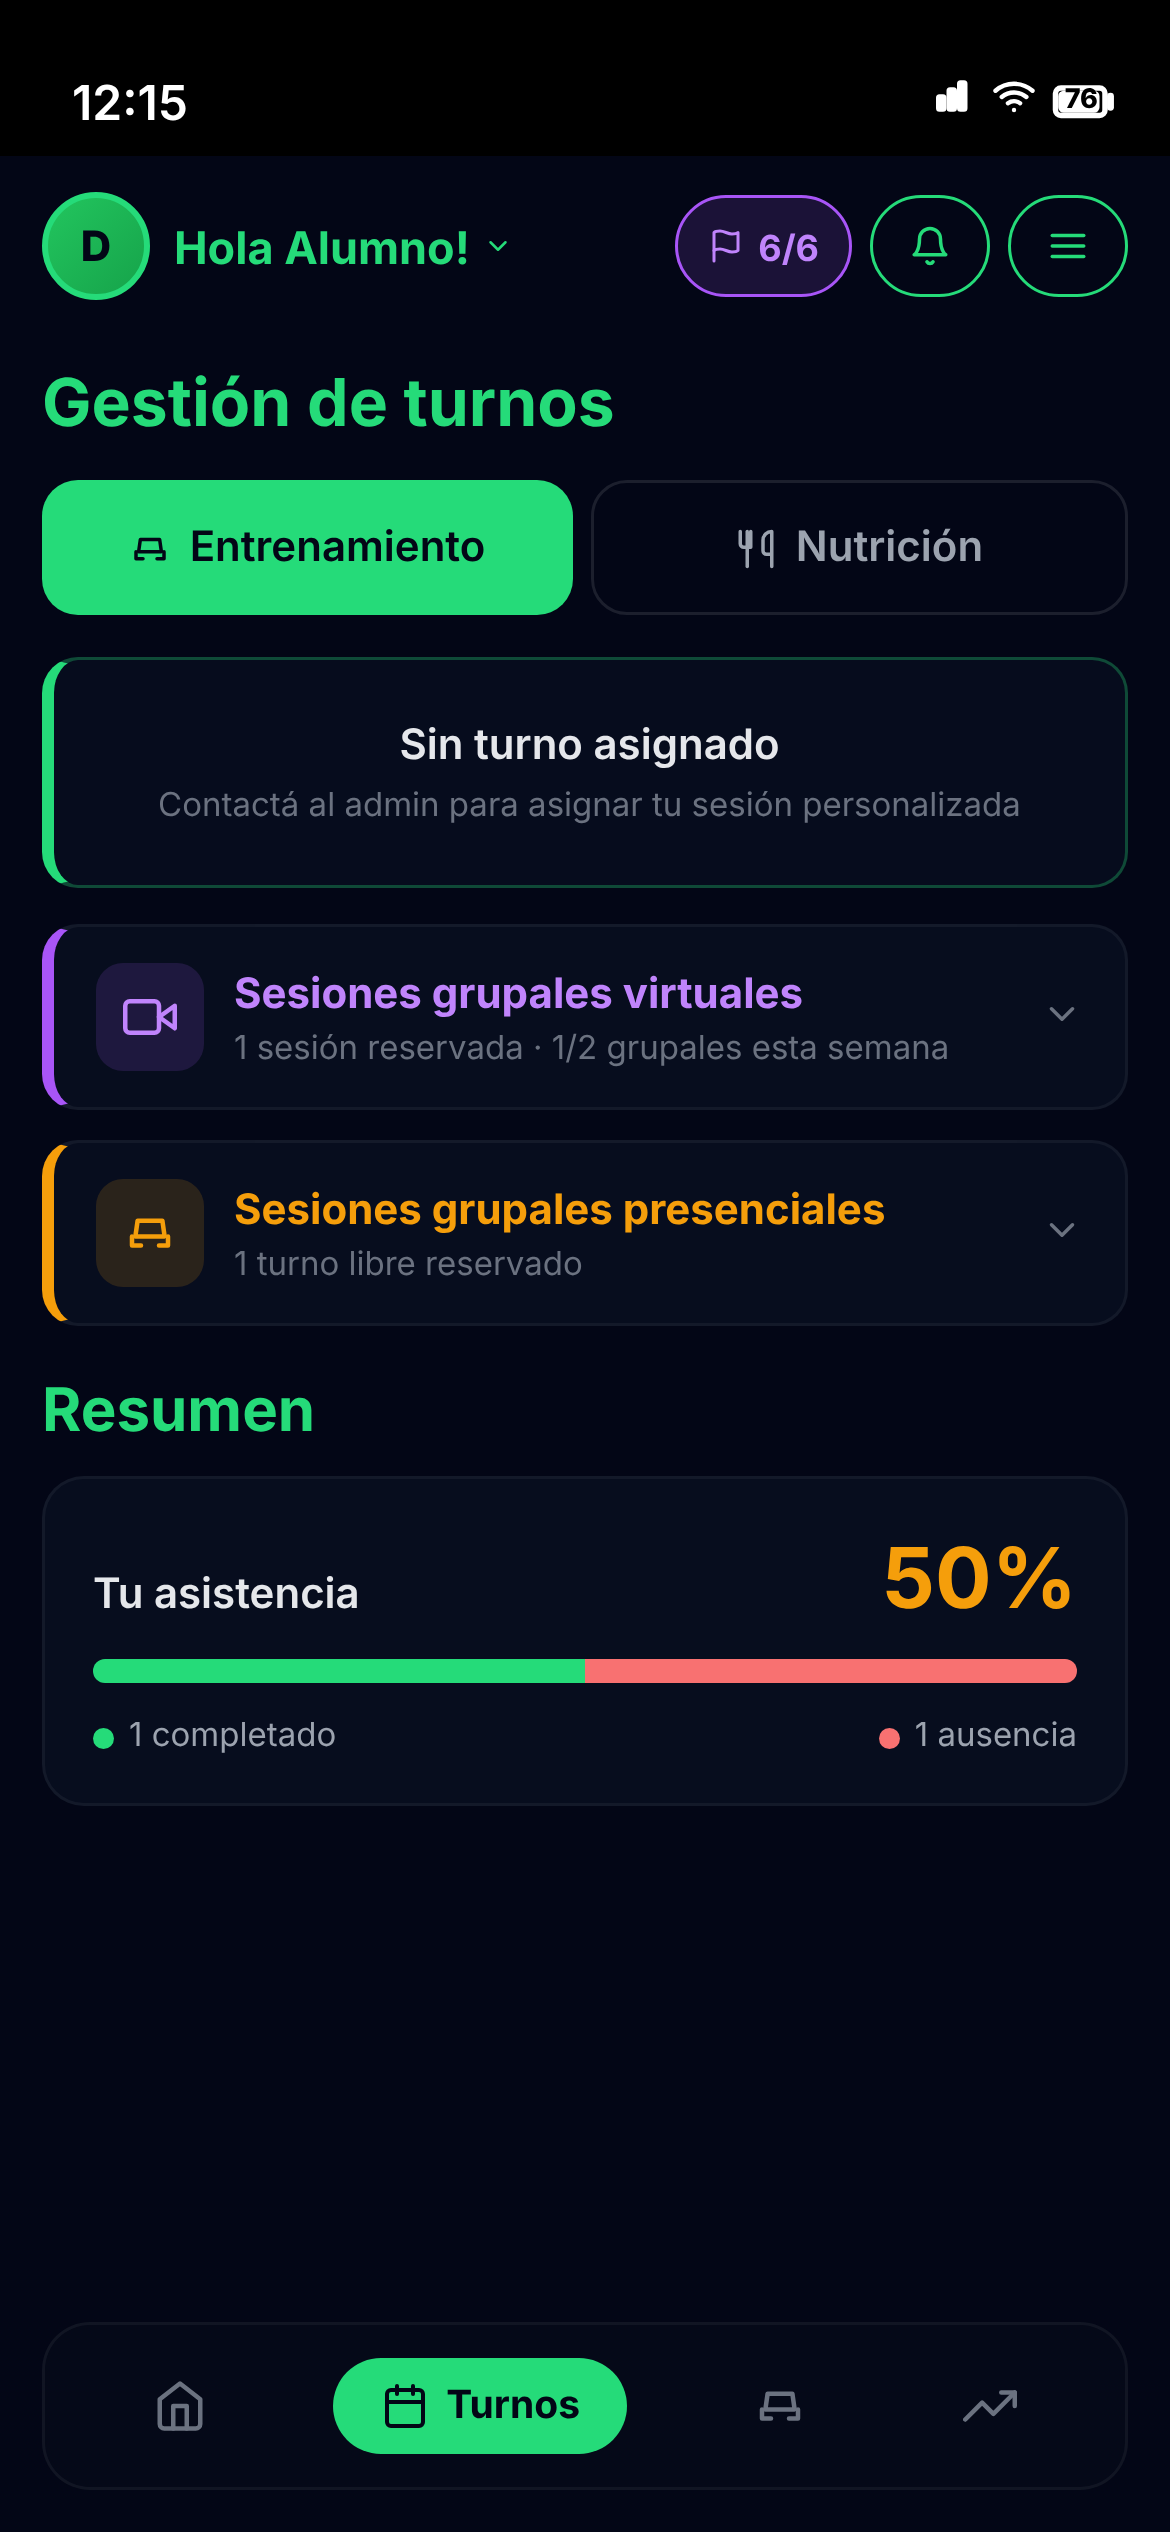 12:15
76
D
Hola Alumno!
6/6
Gestión de turnos
Entrenamiento
Nutrición
Sin turno asignado
Contactá al admin para asignar tu sesión personalizada
Sesiones grupales virtuales
1 sesión reservada · 1/2 grupales esta semana
Sesiones grupales presenciales
1 turno libre reservado
Resumen
Tu asistencia
50%
1 completado
1 ausencia
Turnos